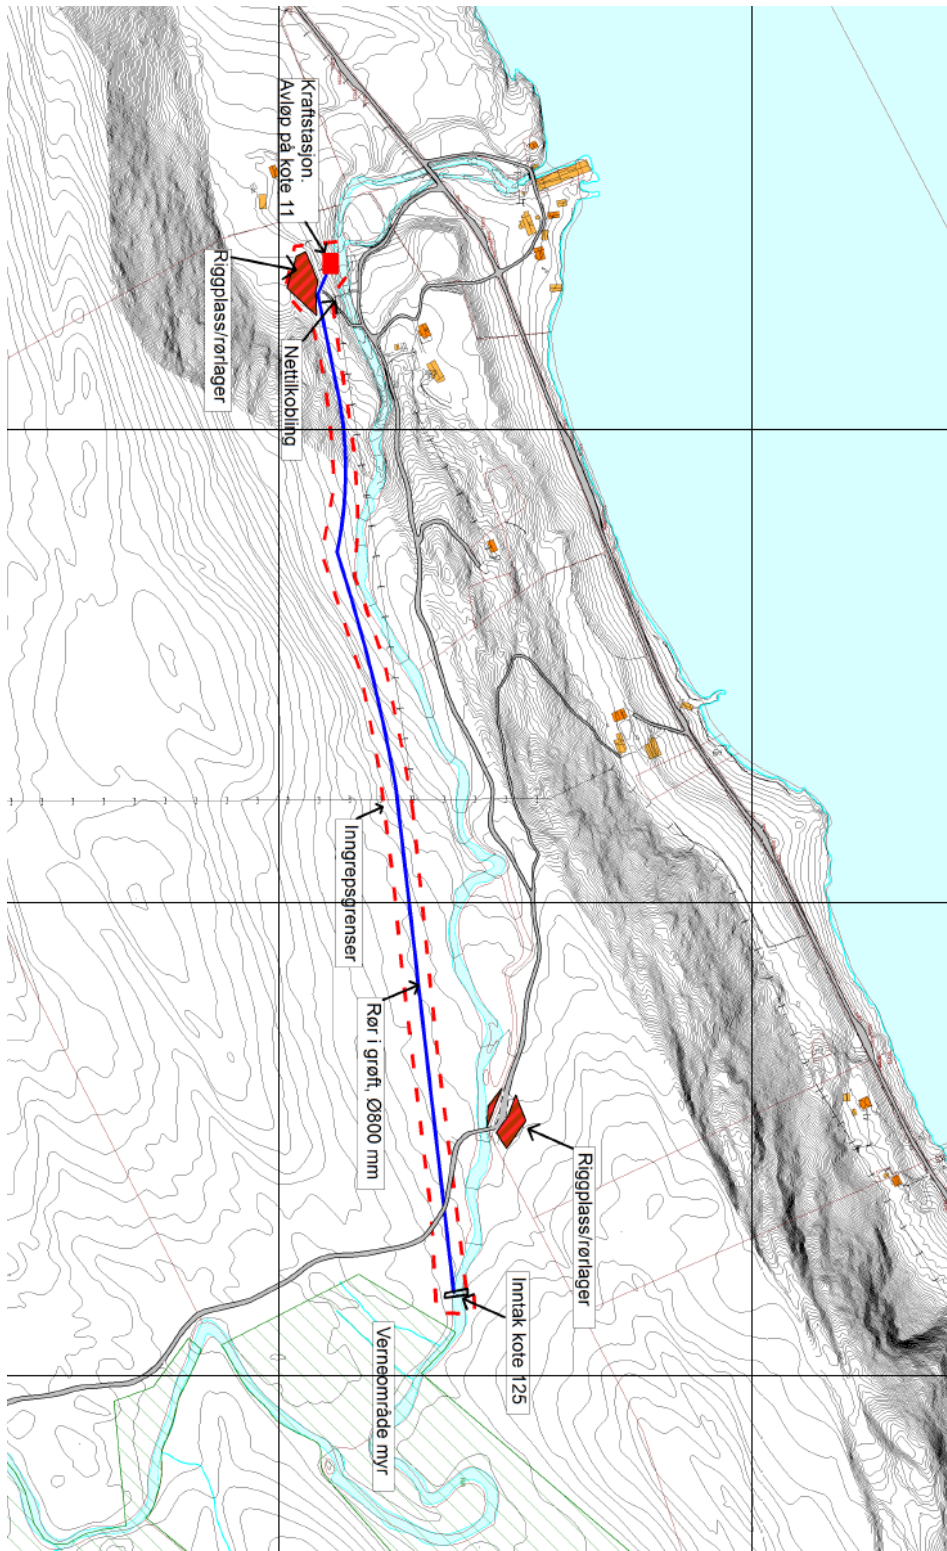 Kraftstasjon.
Avløp på kote 11
Riggplass/rørlager
Nettilkobling
Inngrepsgrenser
Rør i grøft, Ø800 mm
Riggplass/rørlager
Inntak kote 125
Verneområde myr